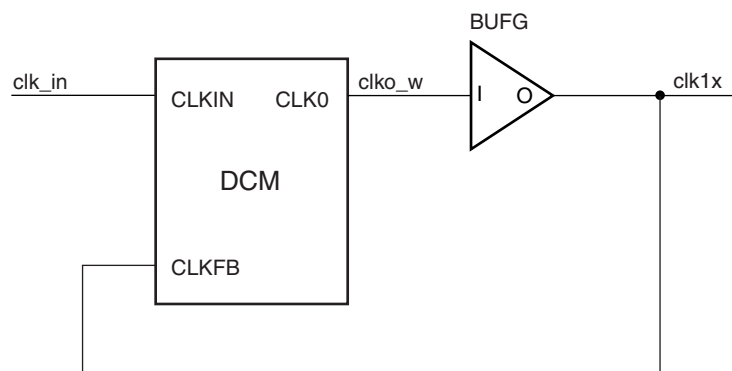 BUFG
clk_in
CLKIN
CLK0
clko_w
I
O
clk1x
DCM
CLKFB